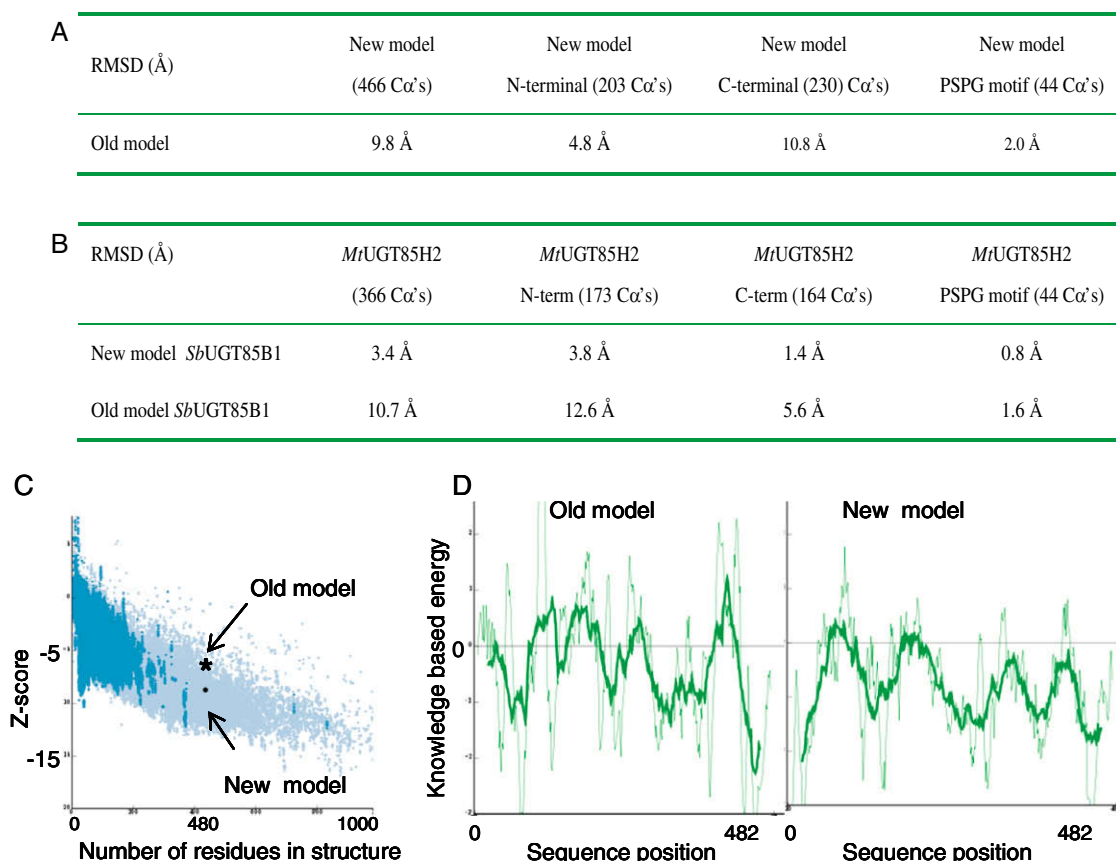 A
RMSD (Å)
New model
(466 Cα's)
New model
N-terminal (203 Cα's)
New model
C-terminal (230) Cα's)
New model
PSPG motif (44 Cα's)
Old model 9.8 Å 4.8 Å 10.8 Å 2.0 Å
B
RMSD (Å)
MtUGT85H2
(366 Cα's)
MtUGT85H2
N-term (173 Cα's)
MtUGT85H2
C-term (164 Cα's)
MtUGT85H2
PSPG motif (44 Cα's)
New model SbUGT85B1 3.4 Å 3.8 Å 1.4 Å 0.8 Å
Old model SbUGT85B1 10.7 Å 12.6 Å 5.6 Å 1.6 Å
C
Z-score
-5
-15
Old model
New model
0 480 1000
Number of residues in structure
D
Knowledge based energy
0
Old model
0 482
Sequence position
New model
0 482
Sequence position